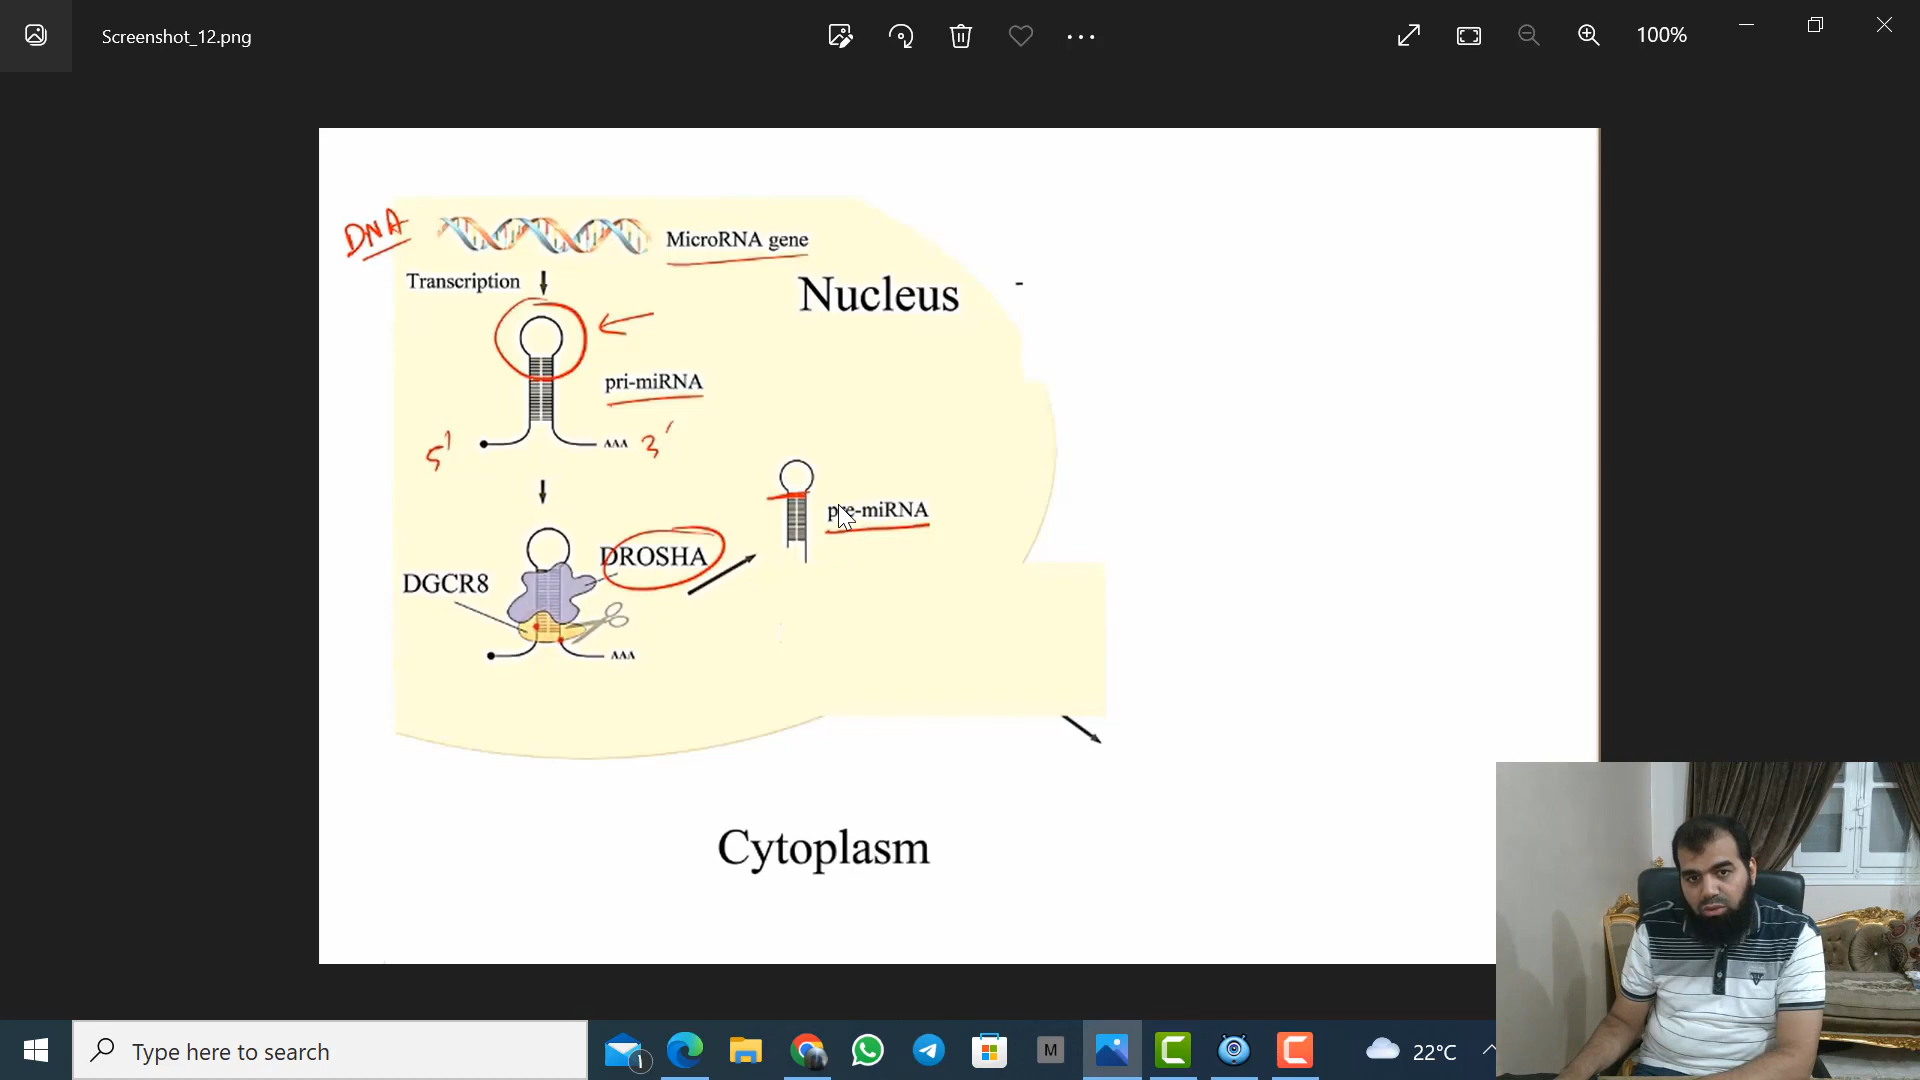 Screenshot_12.png
100%
DNA
MicroRNA gene
Transcription
Nucleus
pri-miRNA
5'
AAA
3'
pre-miRNA
DROSHA
DGCR8
AAA
Cytoplasm
Type here to search
M
22°C